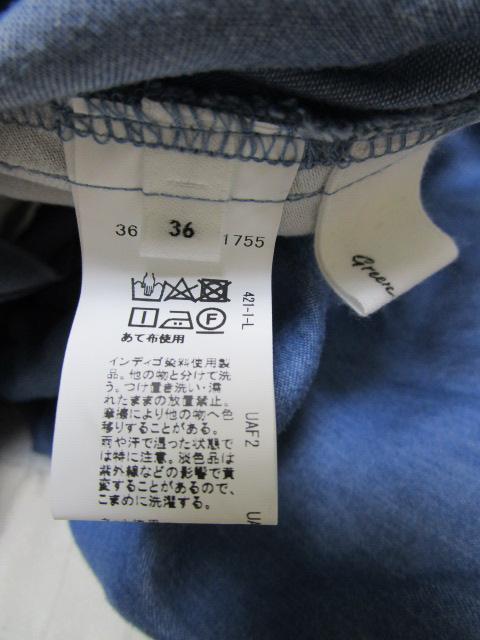 36 36 1755
Green
F
あて布使用
421-1-L
インディゴ染料使用製
品。他の物と分けて洗
う。つけ置き洗い・濡
れたままの放置禁止。
摩擦により他の物へ色
移りすることがある。
雨や汗で湿った状態で
は特に注意。淡色品は
紫外線などの影響で黄
変することがあるので、
こまめに洗濯する。
UAF2